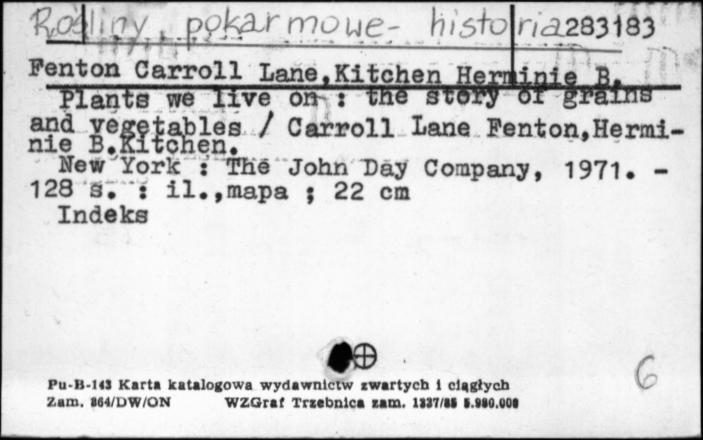 Rośliny pokarmowe- historia 283183
Fenton Carroll Lane,Kitchen Herminie B.
Plants we live on : the story of grains
and vegetables / Carroll Lane Fenton,Hermi-
nie B.Kitchen.
New York : The John Day Company, 1971. -
128 s. : il.,mapa ; 22 cm
Indeks
6
Pu-B-143 Karta katalogowa wydawnictw zwartych i ciągłych
Zam. 864/DW/ON WZGraf Trzebnica zam. 1337/85 5.990.000